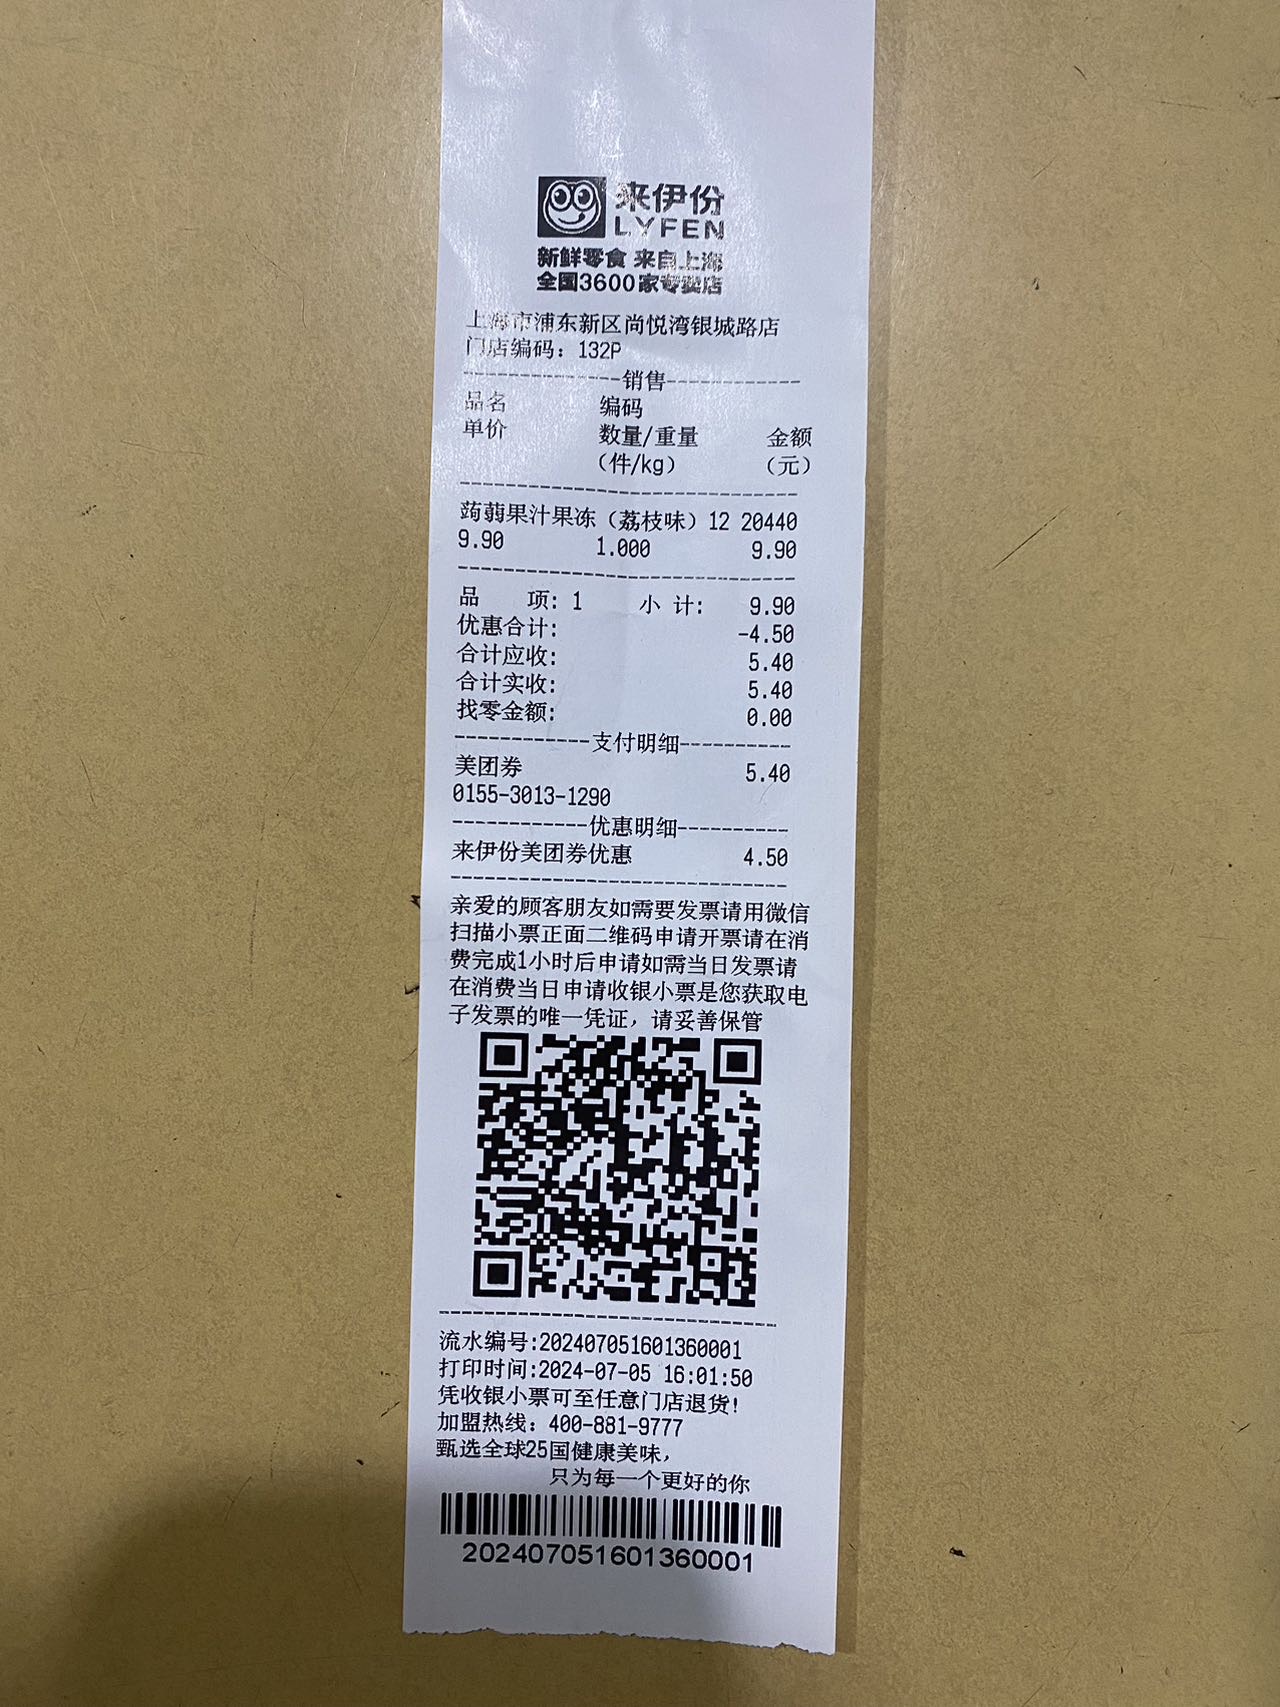 来伊份
LYFEN
新鲜零食 来自上海
全国3600家专卖店
上海市浦东新区尚悦湾银城路店
门店编码：132P
--------------销售------------
品名 编码
单价 数量/重量 金额
（件/kg） （元）
------------------------------
蒟蒻果汁果冻（荔枝味）12 20440
9.90 1.000 9.90
------------------------------
品 项: 1 小 计: 9.90
优惠合计: -4.50
合计应收: 5.40
合计实收: 5.40
找零金额: 0.00
------------支付明细----------
美团券 5.40
0155-3013-1290
------------优惠明细----------
来伊份美团券优惠 4.50
------------------------------
亲爱的顾客朋友如需要发票请用微信
扫描小票正面二维码申请开票请在消
费完成1小时后申请如需当日发票请
在消费当日申请收银小票是您获取电
子发票的唯一凭证，请妥善保管
------------------------------
流水编号:202407051601360001
打印时间:2024-07-05 16:01:50
凭收银小票可至任意门店退货!
加盟热线：400-881-9777
甄选全球25国健康美味，
只为每一个更好的你
202407051601360001